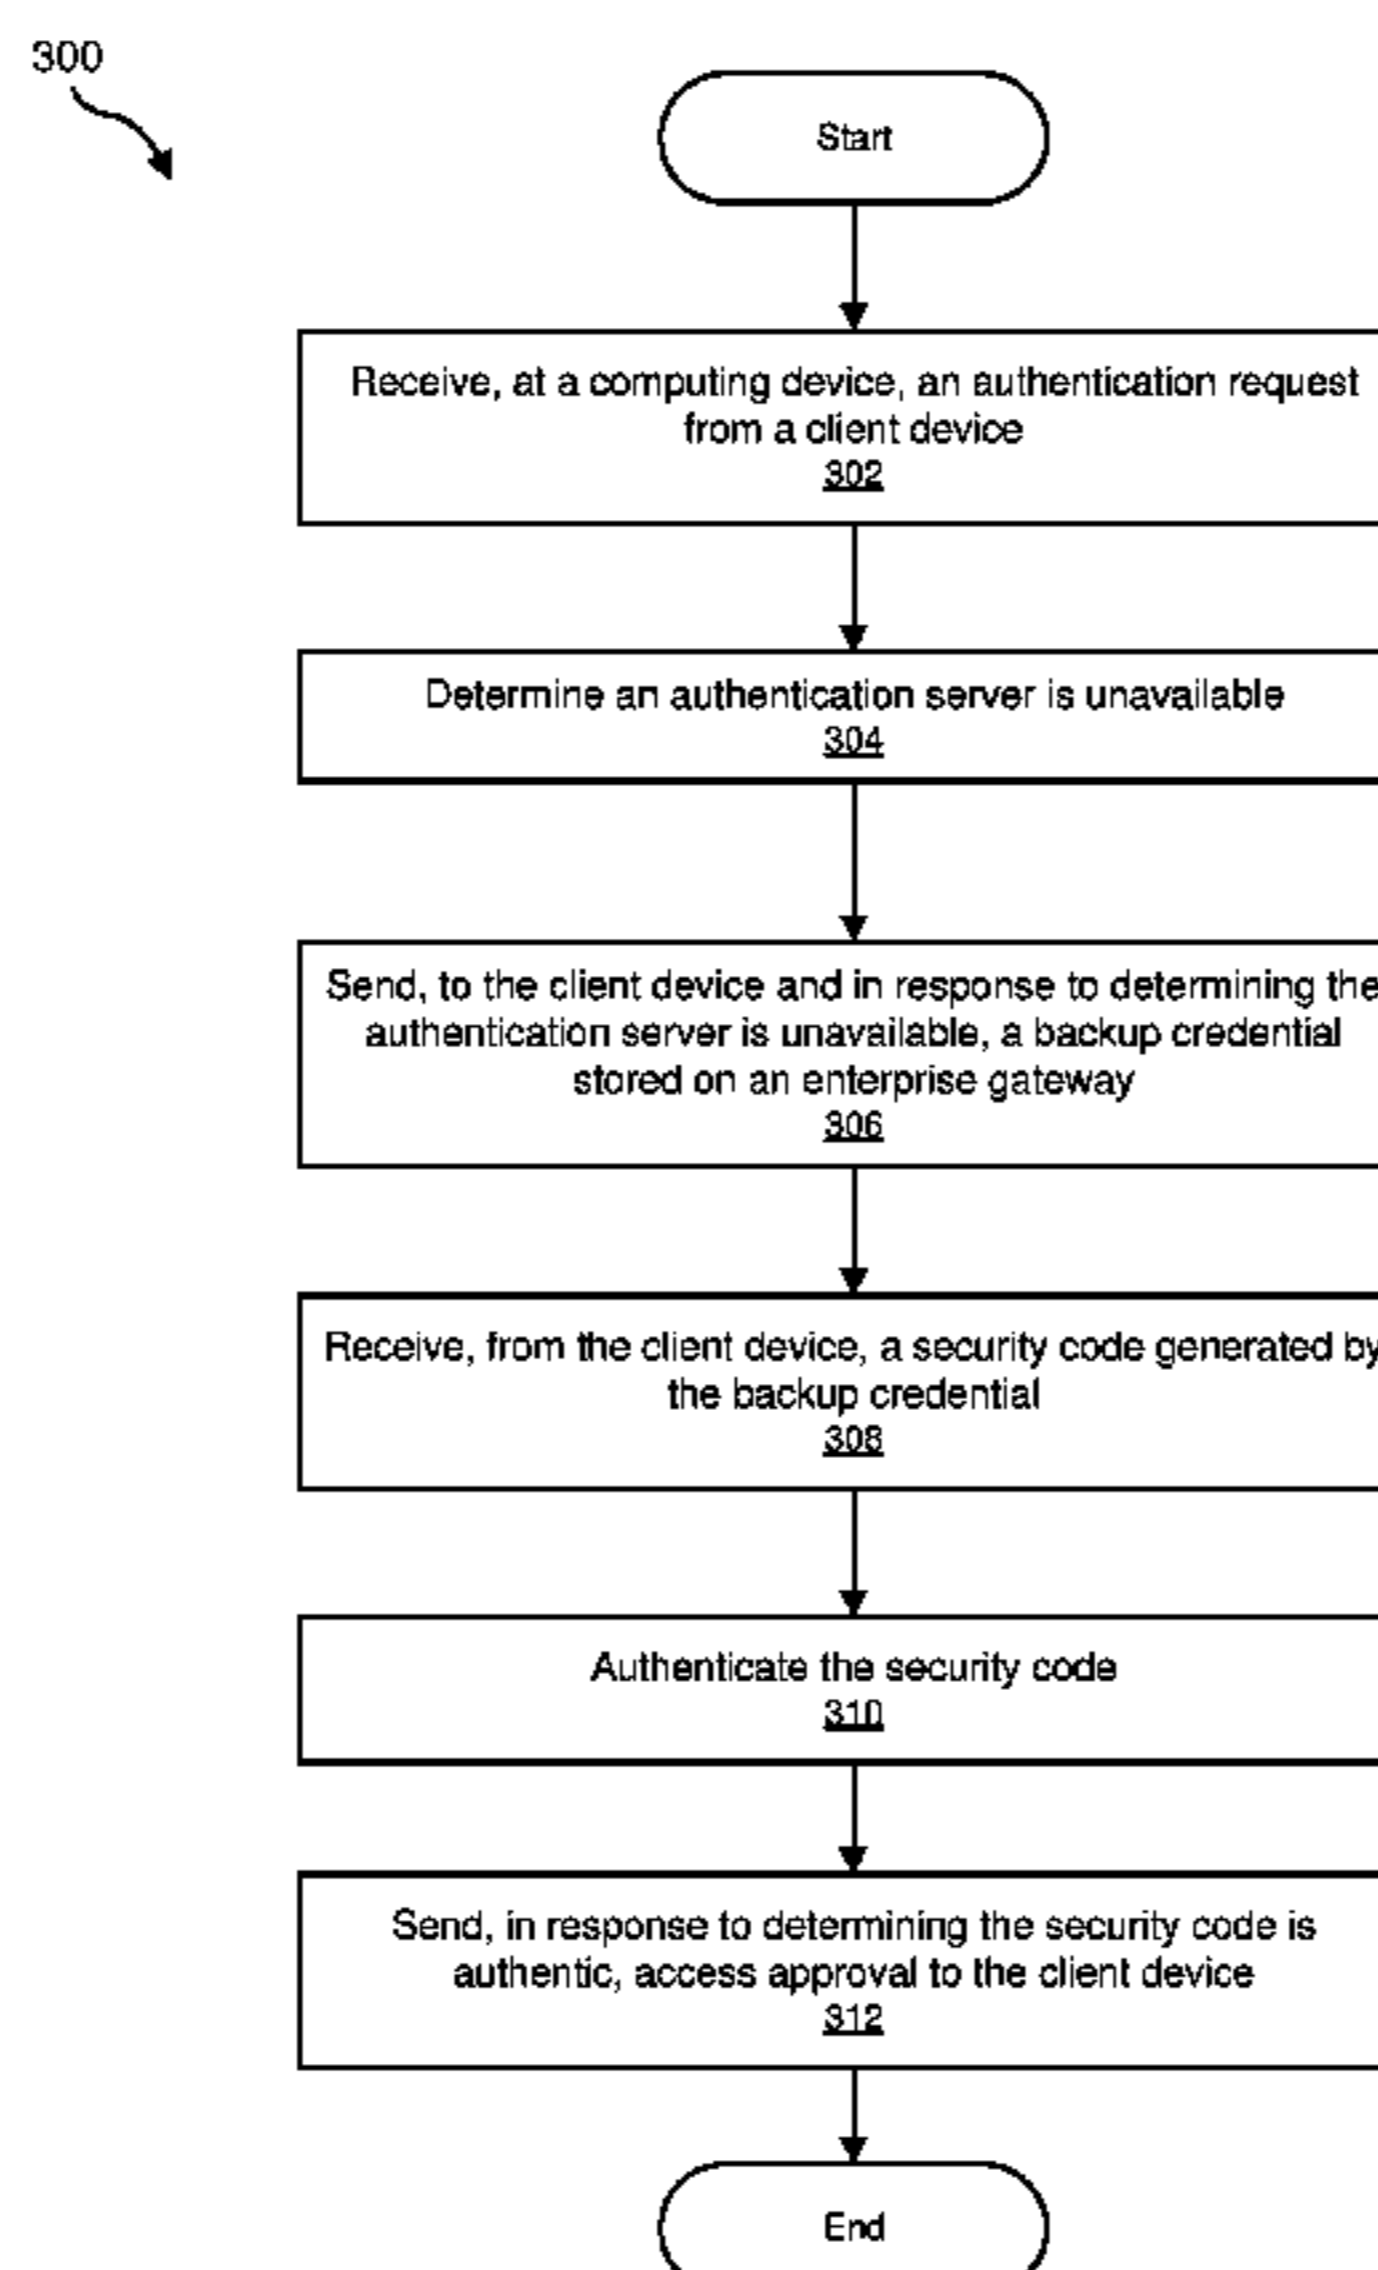 300
Start
Receive, at a computing device, an authentication request
from a client device
302
Determine an authentication server is unavailable
304
Send, to the client device and in response to determining the
authentication server is unavailable, a backup credential
stored on an enterprise gateway
306
Receive, from the client device, a security code generated by
the backup credential
308
Authenticate the security code
310
Send, in response to determining the security code is
authentic, access approval to the client device
312
End